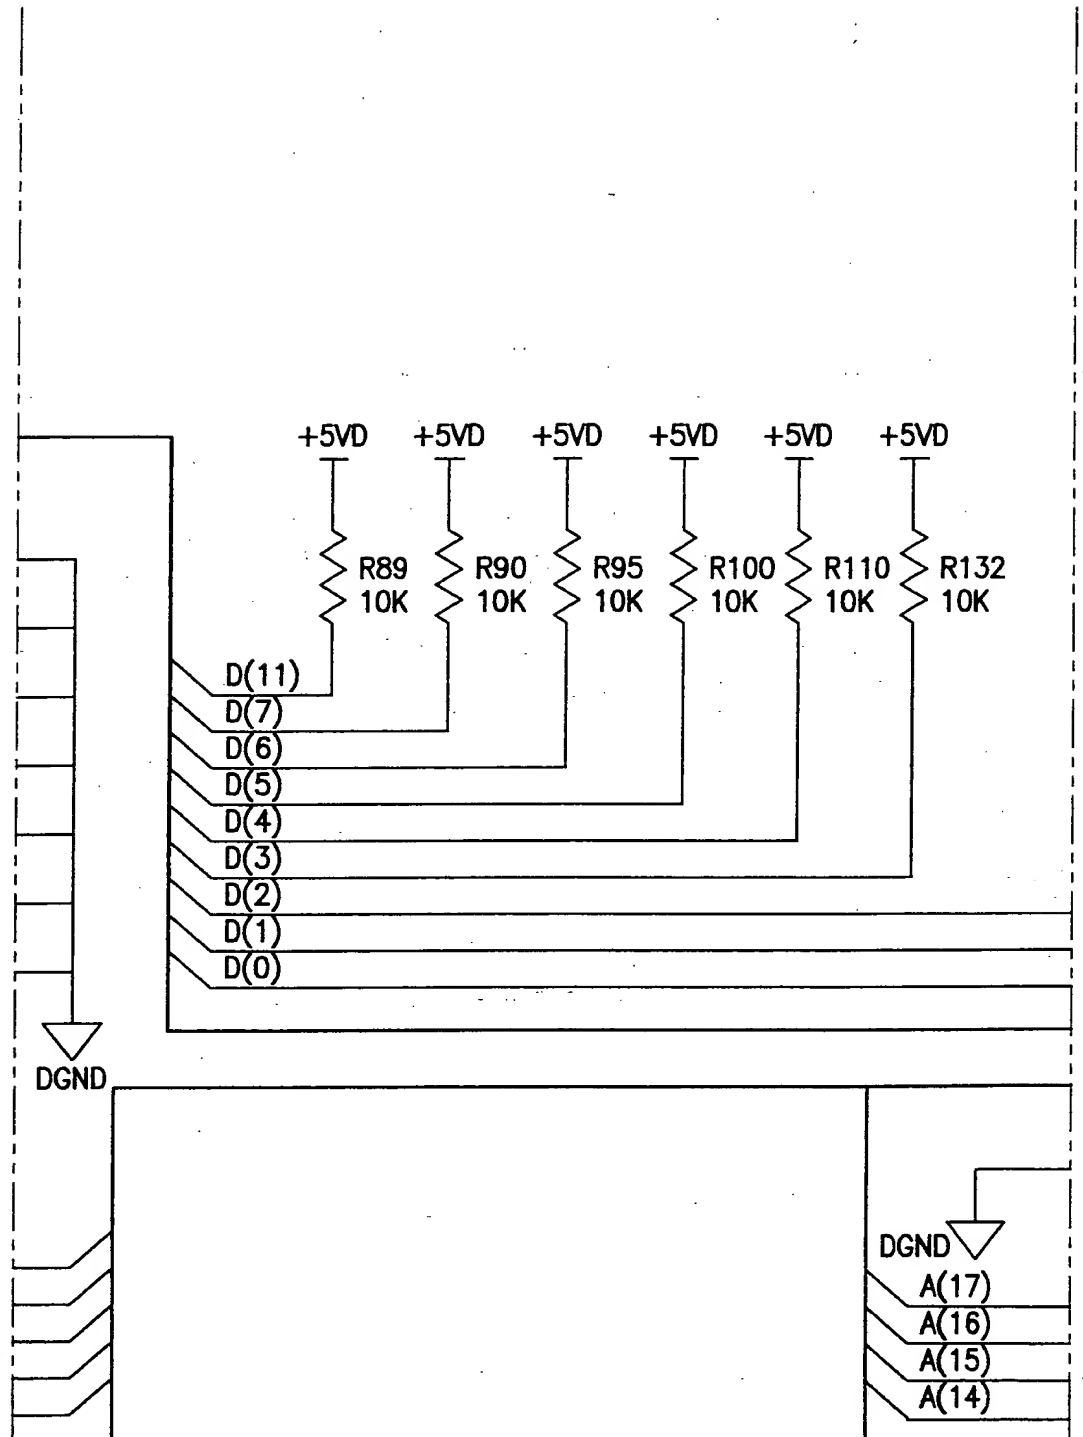 +5VD +5VD +5VD +5VD +5VD +5VD
R89 R90 R95 R100 R110 R132
10K 10K 10K 10K 10K 10K
D(11)
D(7)
D(6)
D(5)
D(4)
D(3)
D(2)
D(1)
D(0)
DGND
DGND
A(17)
A(16)
A(15)
A(14)